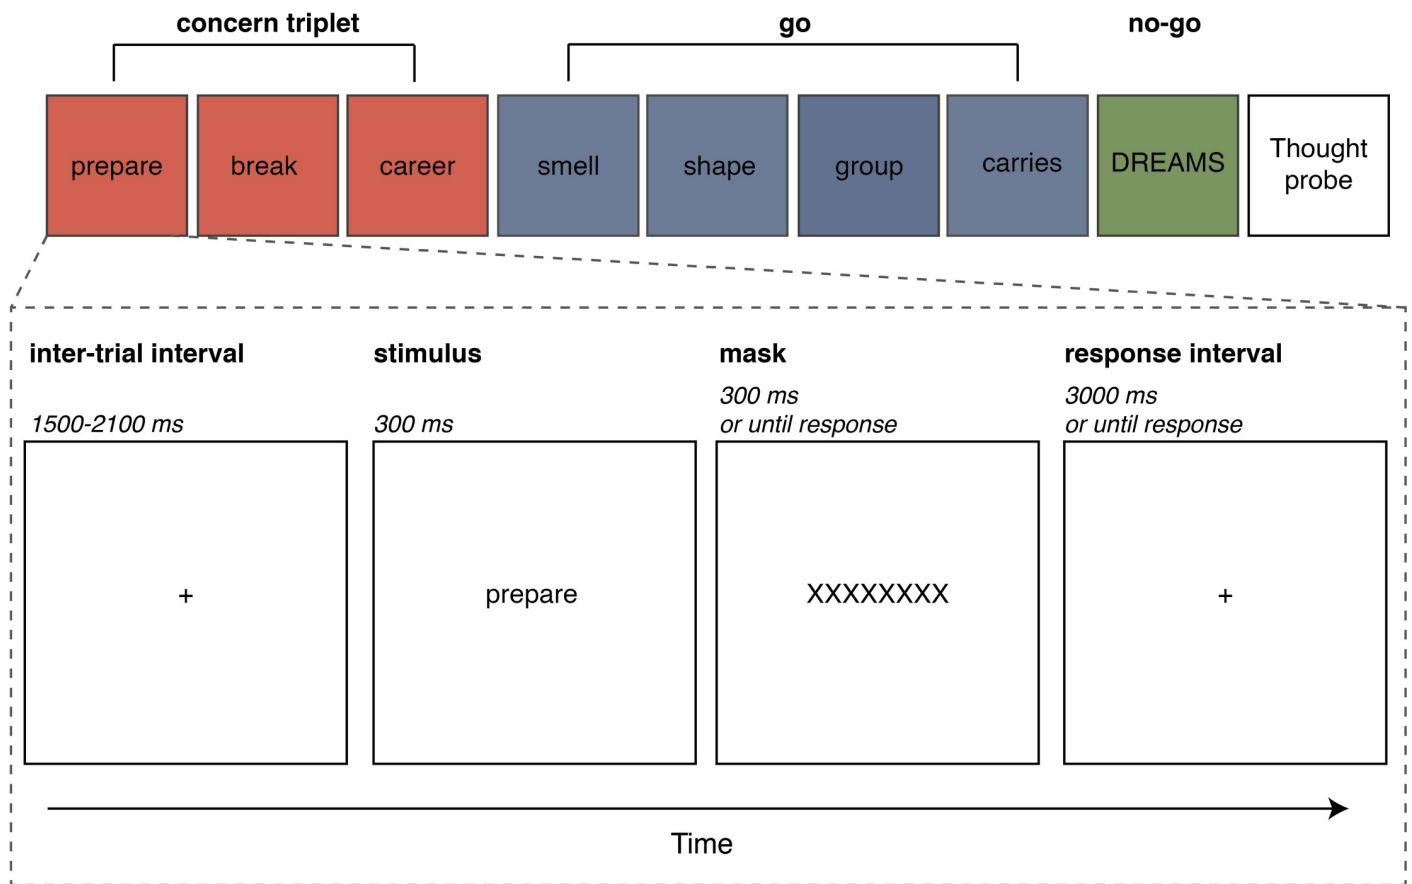 concern triplet
go
no-go
prepare
break
career
smell
shape
group
carries
DREAMS
Thought
probe
inter-trial interval
1500-2100 ms
+
stimulus
300 ms
prepare
mask
300 ms
or until response
XXXXXXXX
response interval
3000 ms
or until response
+
Time